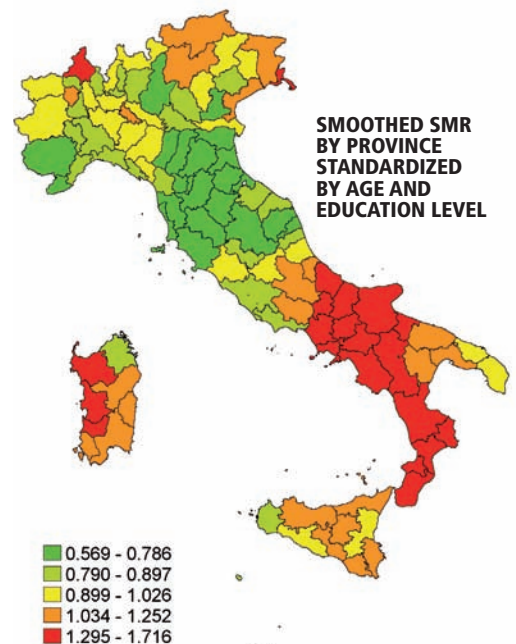 SMOOTHED SMR
BY PROVINCE
STANDARDIZED
BY AGE AND
EDUCATION LEVEL
0.569 - 0.786
0.790 - 0.897
0.899 - 1.026
1.034 - 1.252
1.295 - 1.716